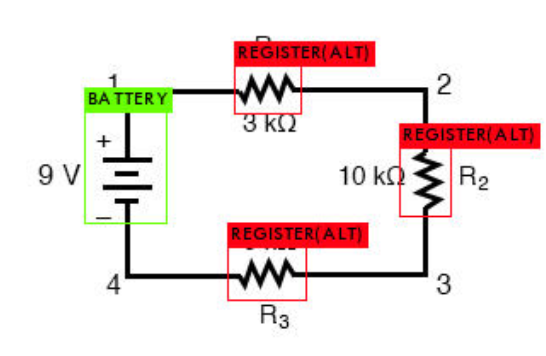 REGISTER(ALT)
1
2
BATTERY
3 kΩ
REGISTER(ALT)
+
9 V
10 kΩ
R2
–
REGISTER(ALT)
4
3
R3